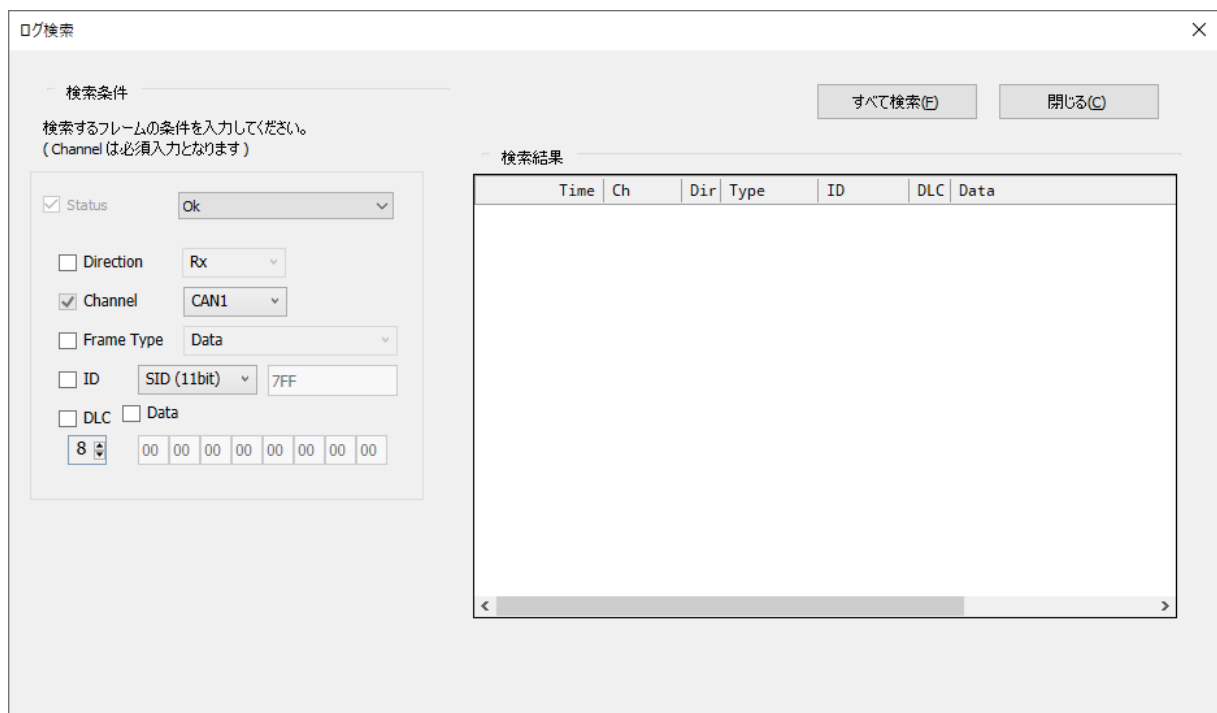 ログ検索
検索条件
検索するフレームの条件を入力してください。
( Channel は必須入力となります )
Status Ok
Direction Rx
Channel CAN1
Frame Type Data
ID SID (11bit) 7FF
DLC Data
8 00 00 00 00 00 00 00 00
すべて検索(F) 閉じる(C)
検索結果
Time Ch Dir Type ID DLC Data